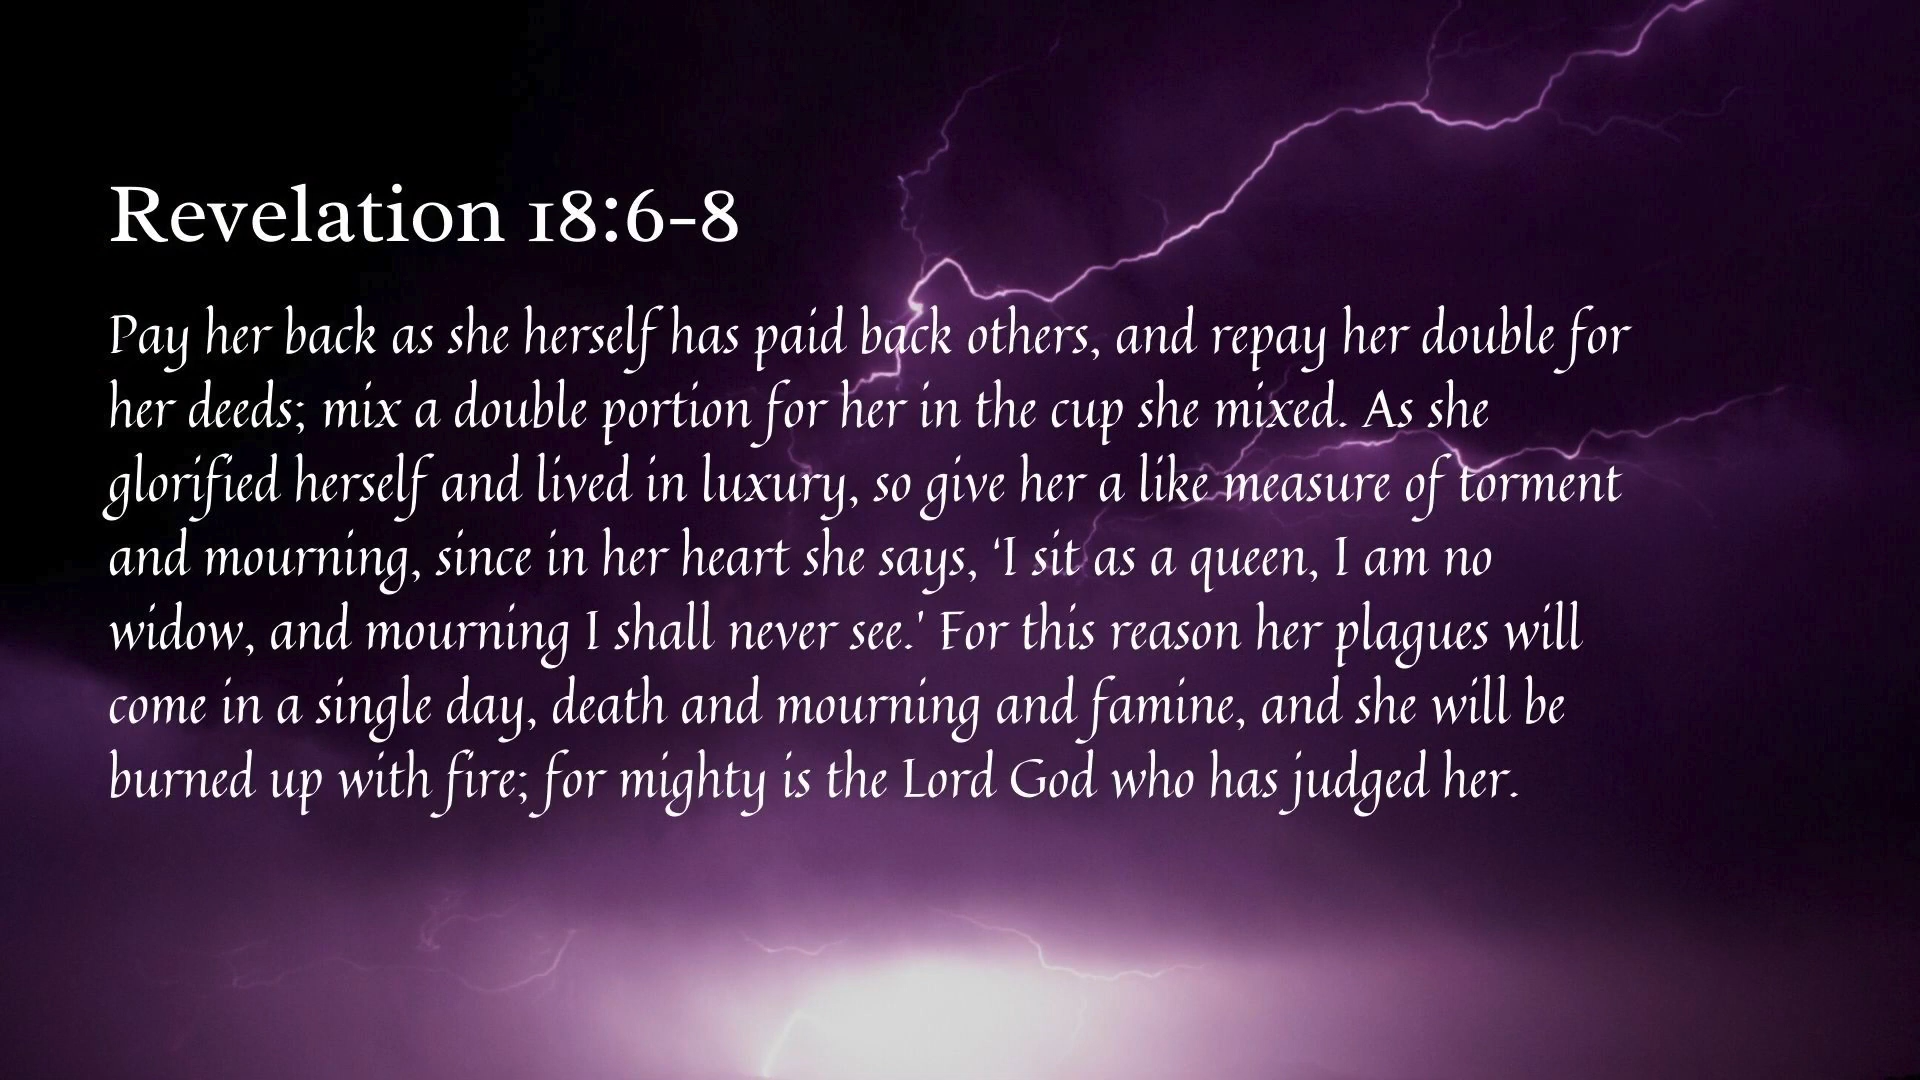 Revelation 18:6-8
Pay her back as she herself has paid back others, and repay her double for
her deeds; mix a double portion for her in the cup she mixed. As she
glorified herself and lived in luxury, so give her a like measure of torment
and mourning, since in her heart she says, ‘I sit as a queen, I am no
widow, and mourning I shall never see.’ For this reason her plagues will
come in a single day, death and mourning and famine, and she will be
burned up with fire; for mighty is the Lord God who has judged her.